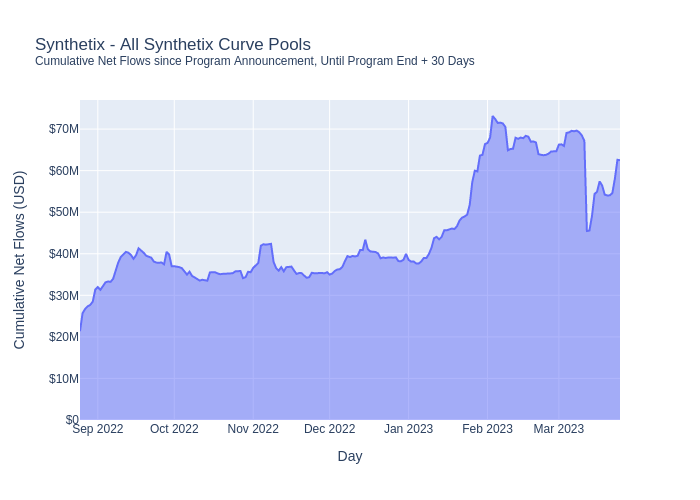 Synthetix - All Synthetix Curve Pools
Cumulative Net Flows since Program Announcement, Until Program End + 30 Days
Cumulative Net Flows (USD)
$70M
$60M
$50M
$40M
$30M
$20M
$10M
$0
Sep 2022 Oct 2022 Nov 2022 Dec 2022 Jan 2023 Feb 2023 Mar 2023
Day